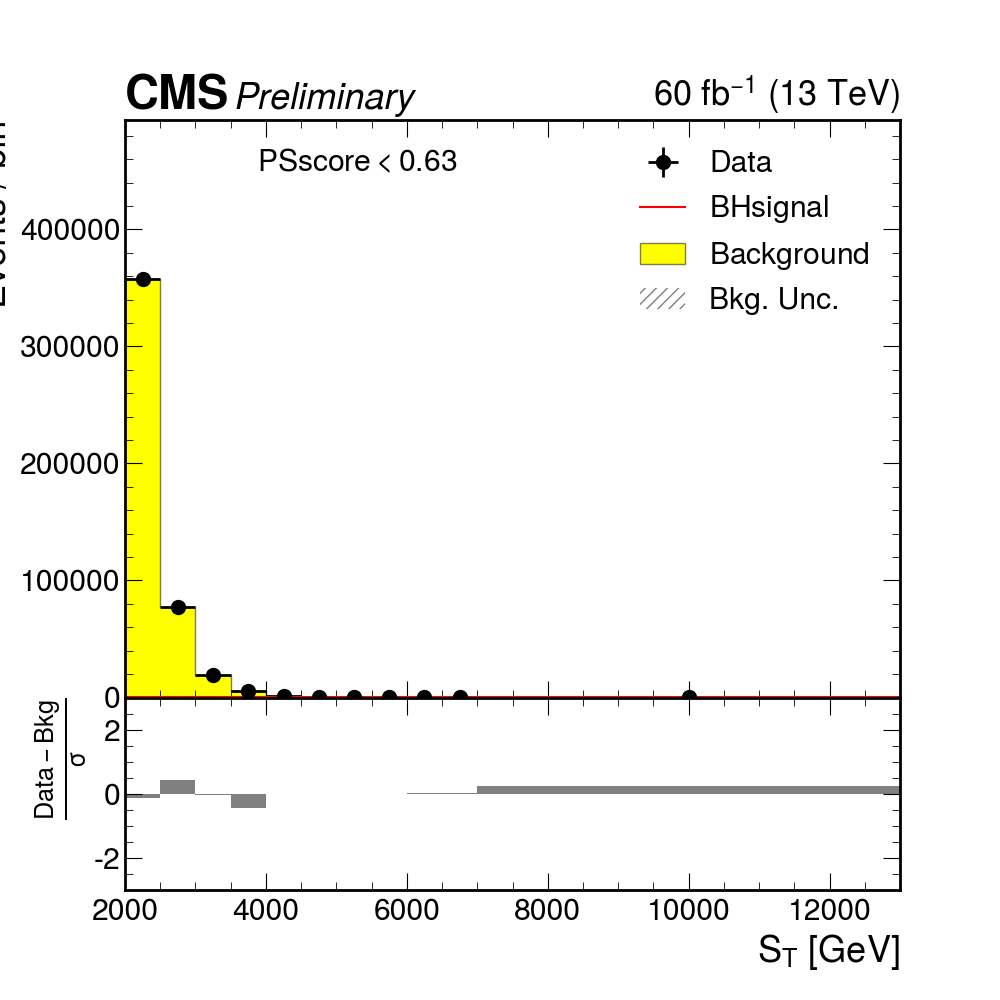 CMS Preliminary 60 fb⁻¹ (13 TeV)
PSscore < 0.63
Data
BHsignal
Background
Bkg. Unc.
400000
300000
200000
100000
0
Data – Bkg
σ
2
0
-2
2000 4000 6000 8000 10000 12000
S_T [GeV]